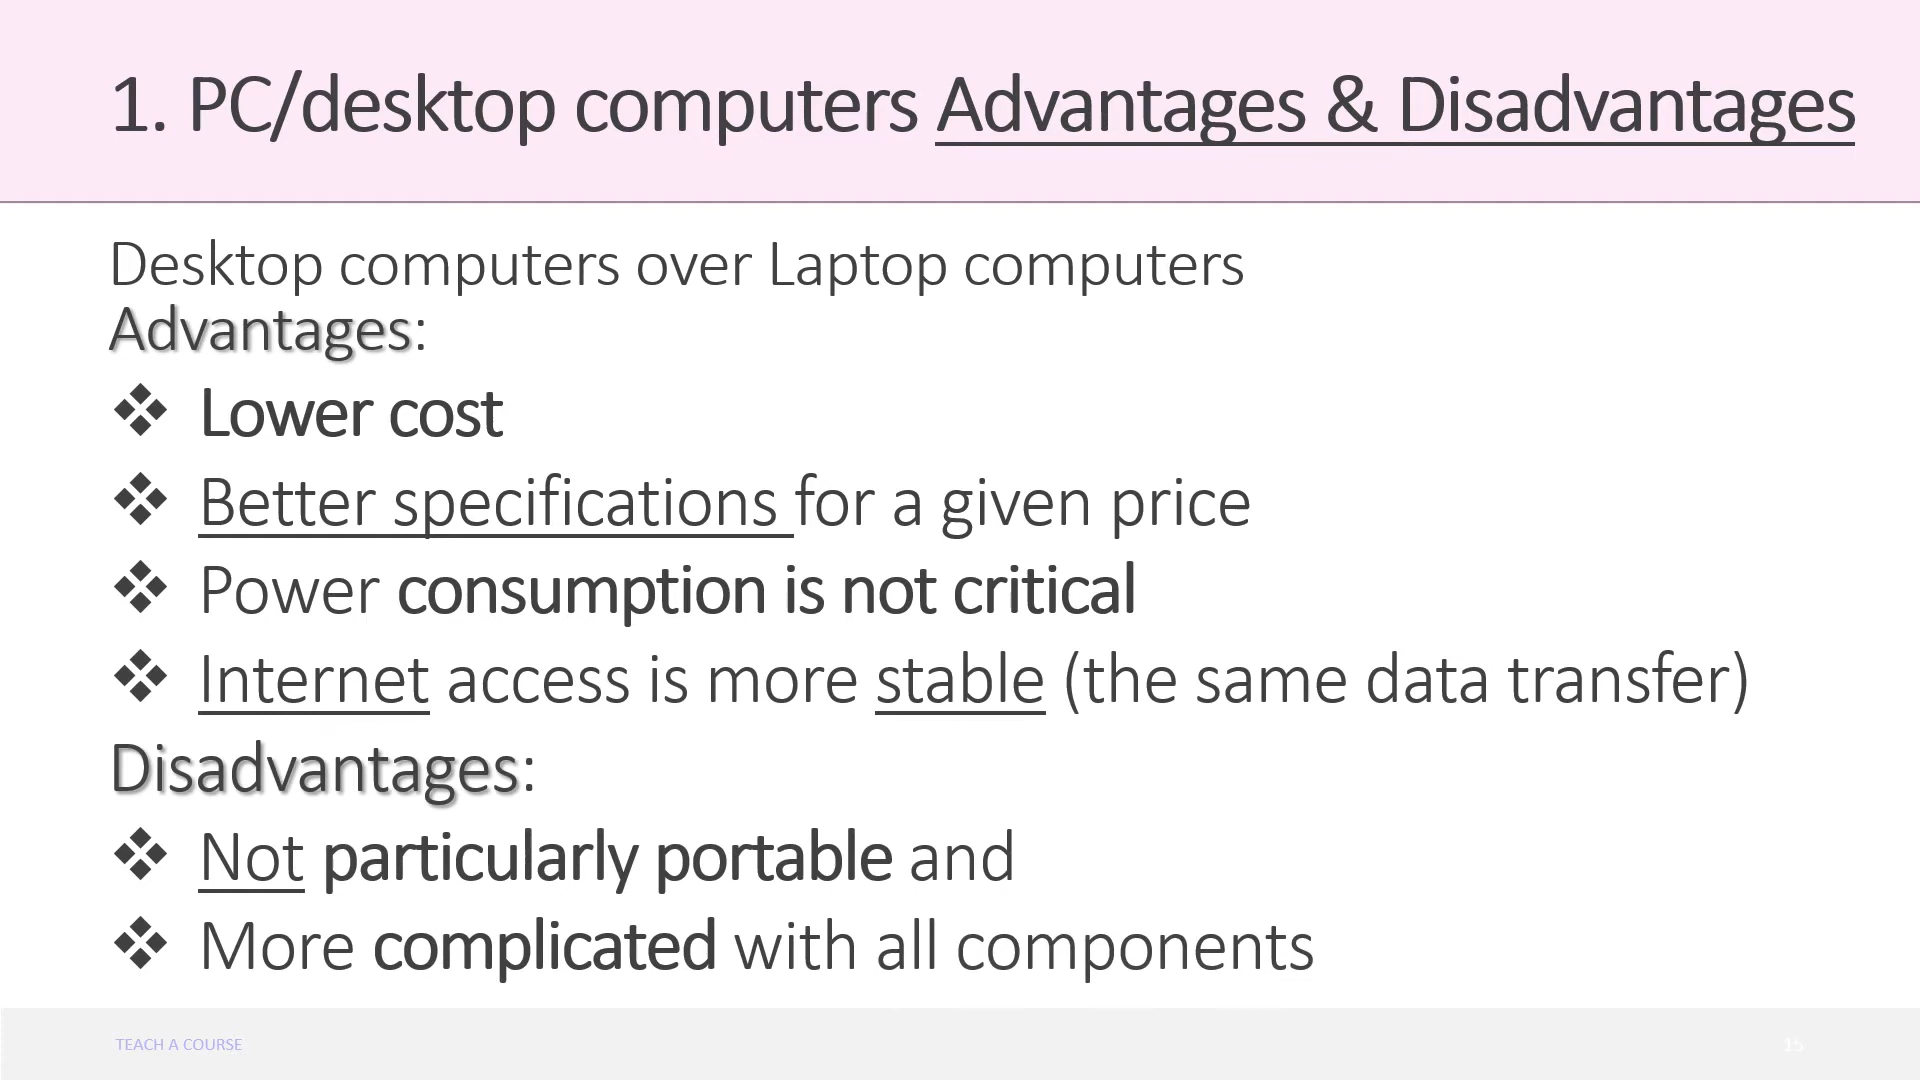 1. PC/desktop computers Advantages & Disadvantages
Desktop computers over Laptop computers
Advantages:
❖ Lower cost
❖ Better specifications for a given price
❖ Power consumption is not critical
❖ Internet access is more stable (the same data transfer)
Disadvantages:
❖ Not particularly portable and
❖ More complicated with all components
TEACH A COURSE
15